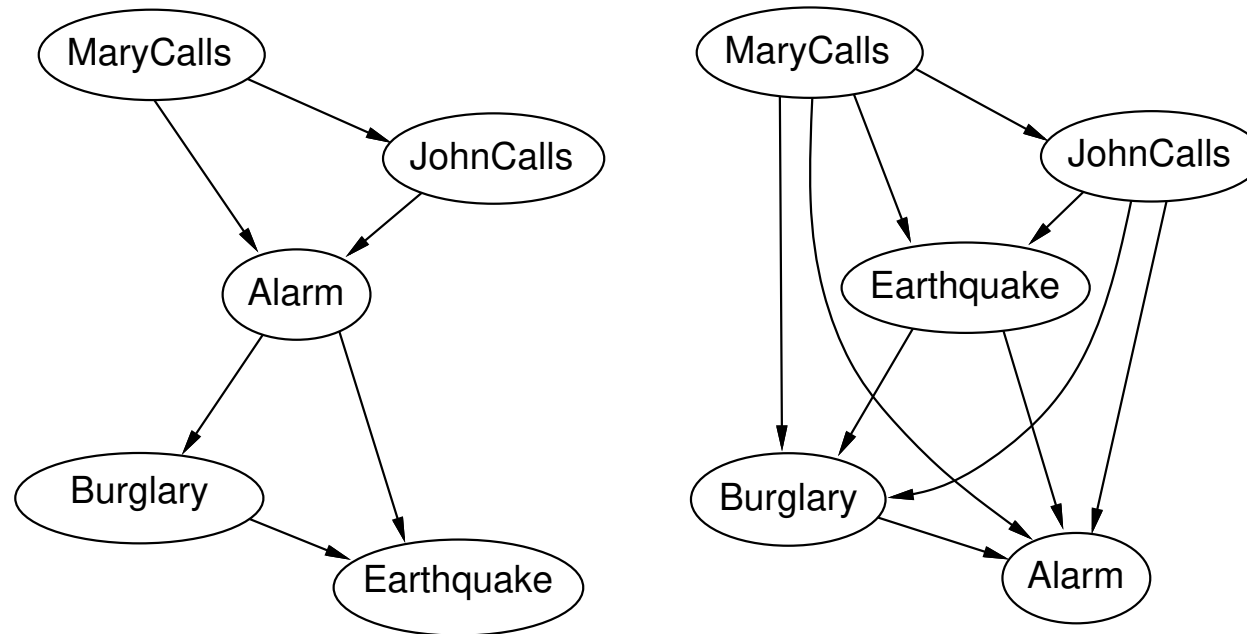 MaryCalls
JohnCalls
Alarm
Burglary
Earthquake
MaryCalls
JohnCalls
Earthquake
Burglary
Alarm